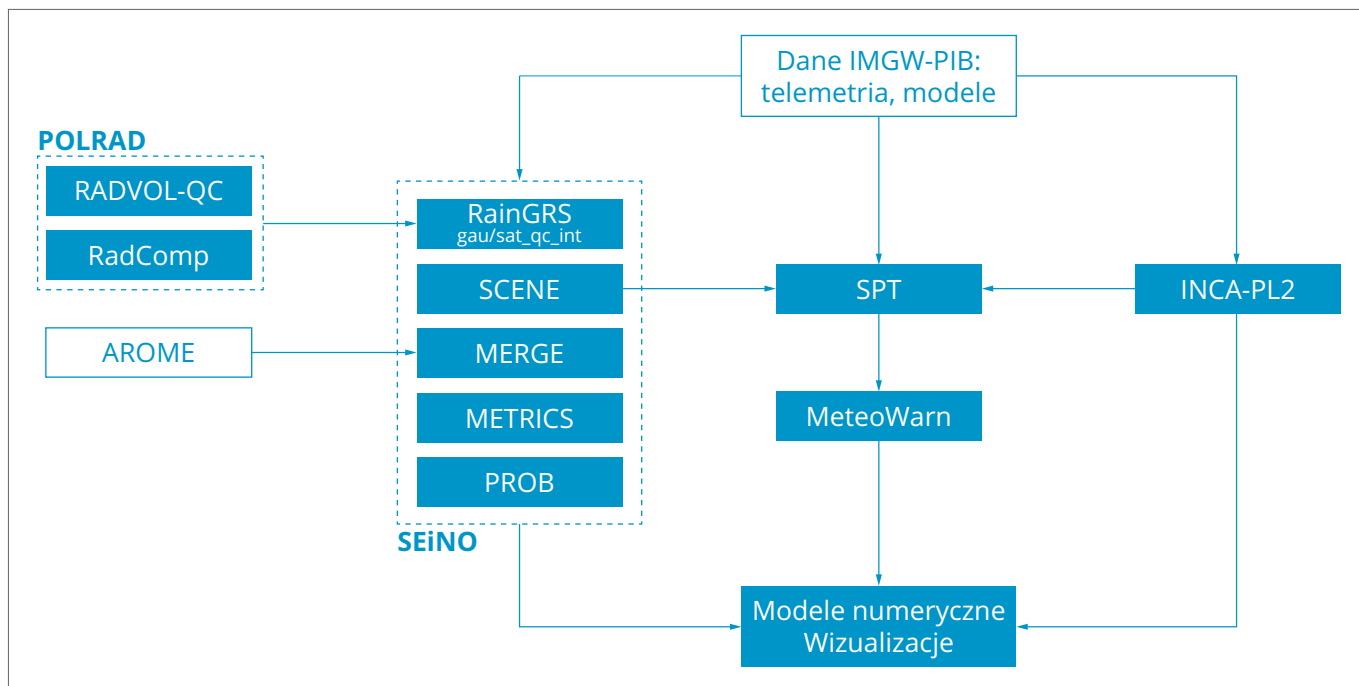 Dane IMGW-PIB:
telemetria, modele
POLRAD
RADVOL-QC
RadComp
AROME
RainGRS
gau/sat_qc_int
SCENE
MERGE
METRICS
PROB
SEiNO
SPT
INCA-PL2
MeteoWarn
Modele numeryczne
Wizualizacje